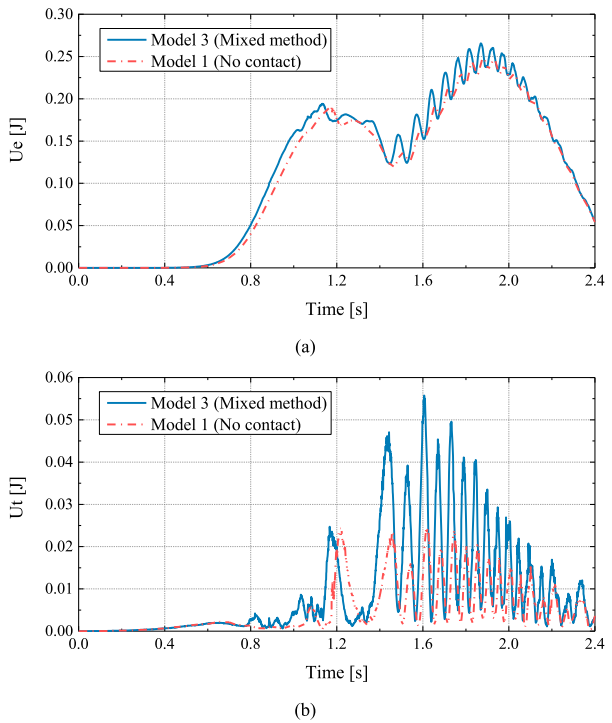 0.30
0.25
0.20
0.15
0.10
0.05
0.00
Ue [J]
Model 3 (Mixed method)
Model 1 (No contact)
0.0 0.4 0.8 1.2 1.6 2.0 2.4
Time [s]
(a)
0.06
0.05
0.04
0.03
0.02
0.01
0.00
Ut [J]
Model 3 (Mixed method)
Model 1 (No contact)
0.0 0.4 0.8 1.2 1.6 2.0 2.4
Time [s]
(b)